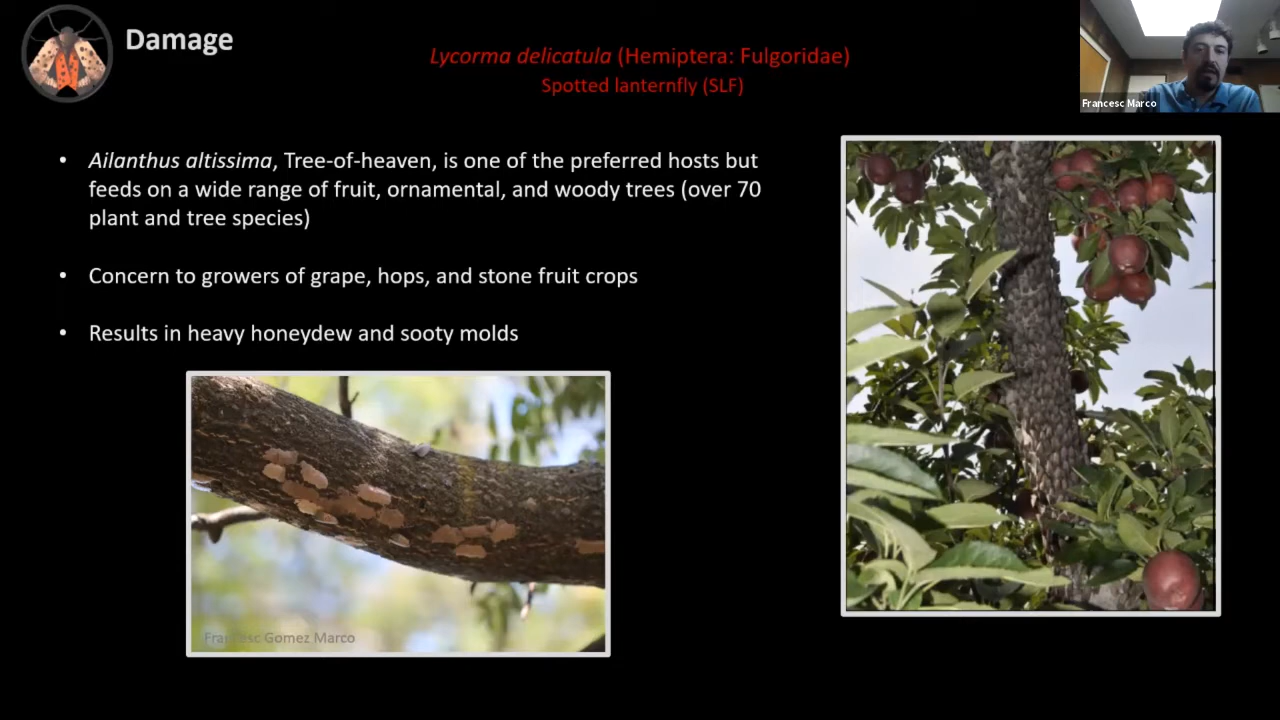 Damage
Lycorma delicatula (Hemiptera: Fulgoridae)
Spotted lanternfly (SLF)
Francesc Marco
• Ailanthus altissima, Tree-of-heaven, is one of the preferred hosts but
feeds on a wide range of fruit, ornamental, and woody trees (over 70
plant and tree species)
• Concern to growers of grape, hops, and stone fruit crops
• Results in heavy honeydew and sooty molds
Francesc Gomez Marco